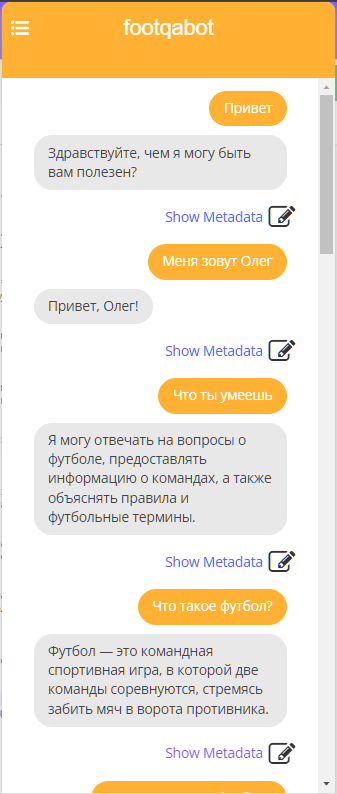 footqabot
Привет
Здравствуйте, чем я могу быть
вам полезен?
Show Metadata
Меня зовут Олег
Привет, Олег!
Show Metadata
Что ты умеешь
Я могу отвечать на вопросы о
футболе, предоставлять
информацию о командах, а также
объяснять правила и
футбольные термины.
Show Metadata
Что такое футбол?
Футбол — это командная
спортивная игра, в которой две
команды соревнуются, стремясь
забить мяч в ворота противника.
Show Metadata